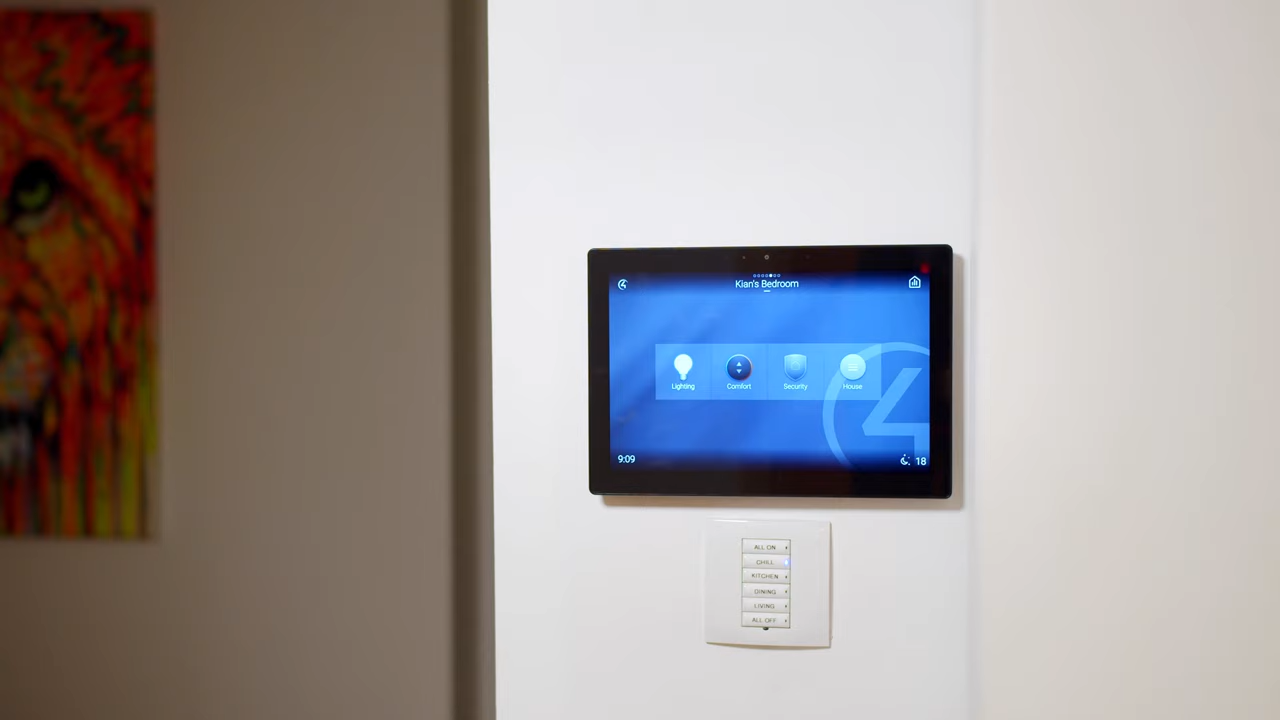 Kian's Bedroom
Lighting
Comfort
Security
House
9:09
18
ALL ON
CHILL
KITCHEN
DINING
LIVING
ALL OFF